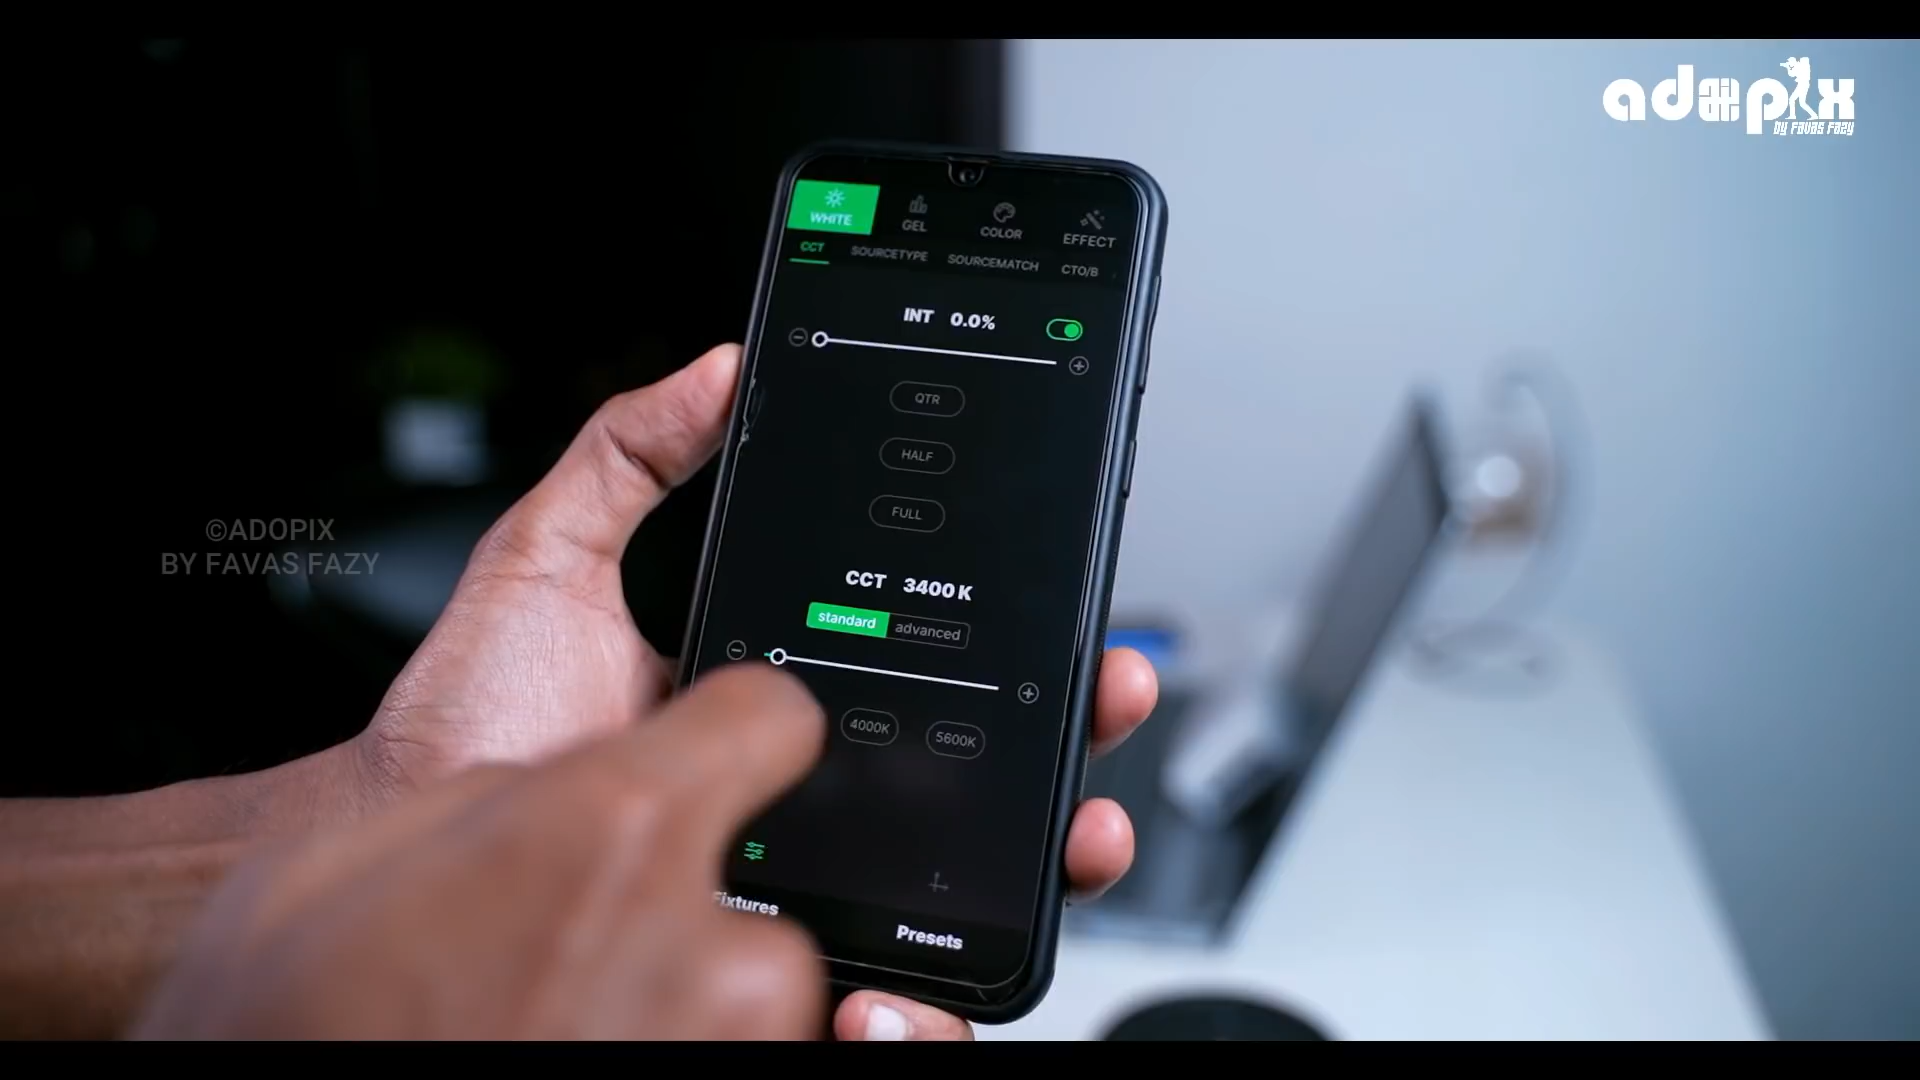 adopix
BY FAVAS FAZY
WHITE
GEL
COLOR
EFFECT
CCT
SOURCETYPE
SOURCEMATCH
CTO/B
INT 0.0%
QTR
HALF
FULL
CCT 3400 K
standard
advanced
4000K
5600K
Fixtures
Presets
©ADOPIX
BY FAVAS FAZY